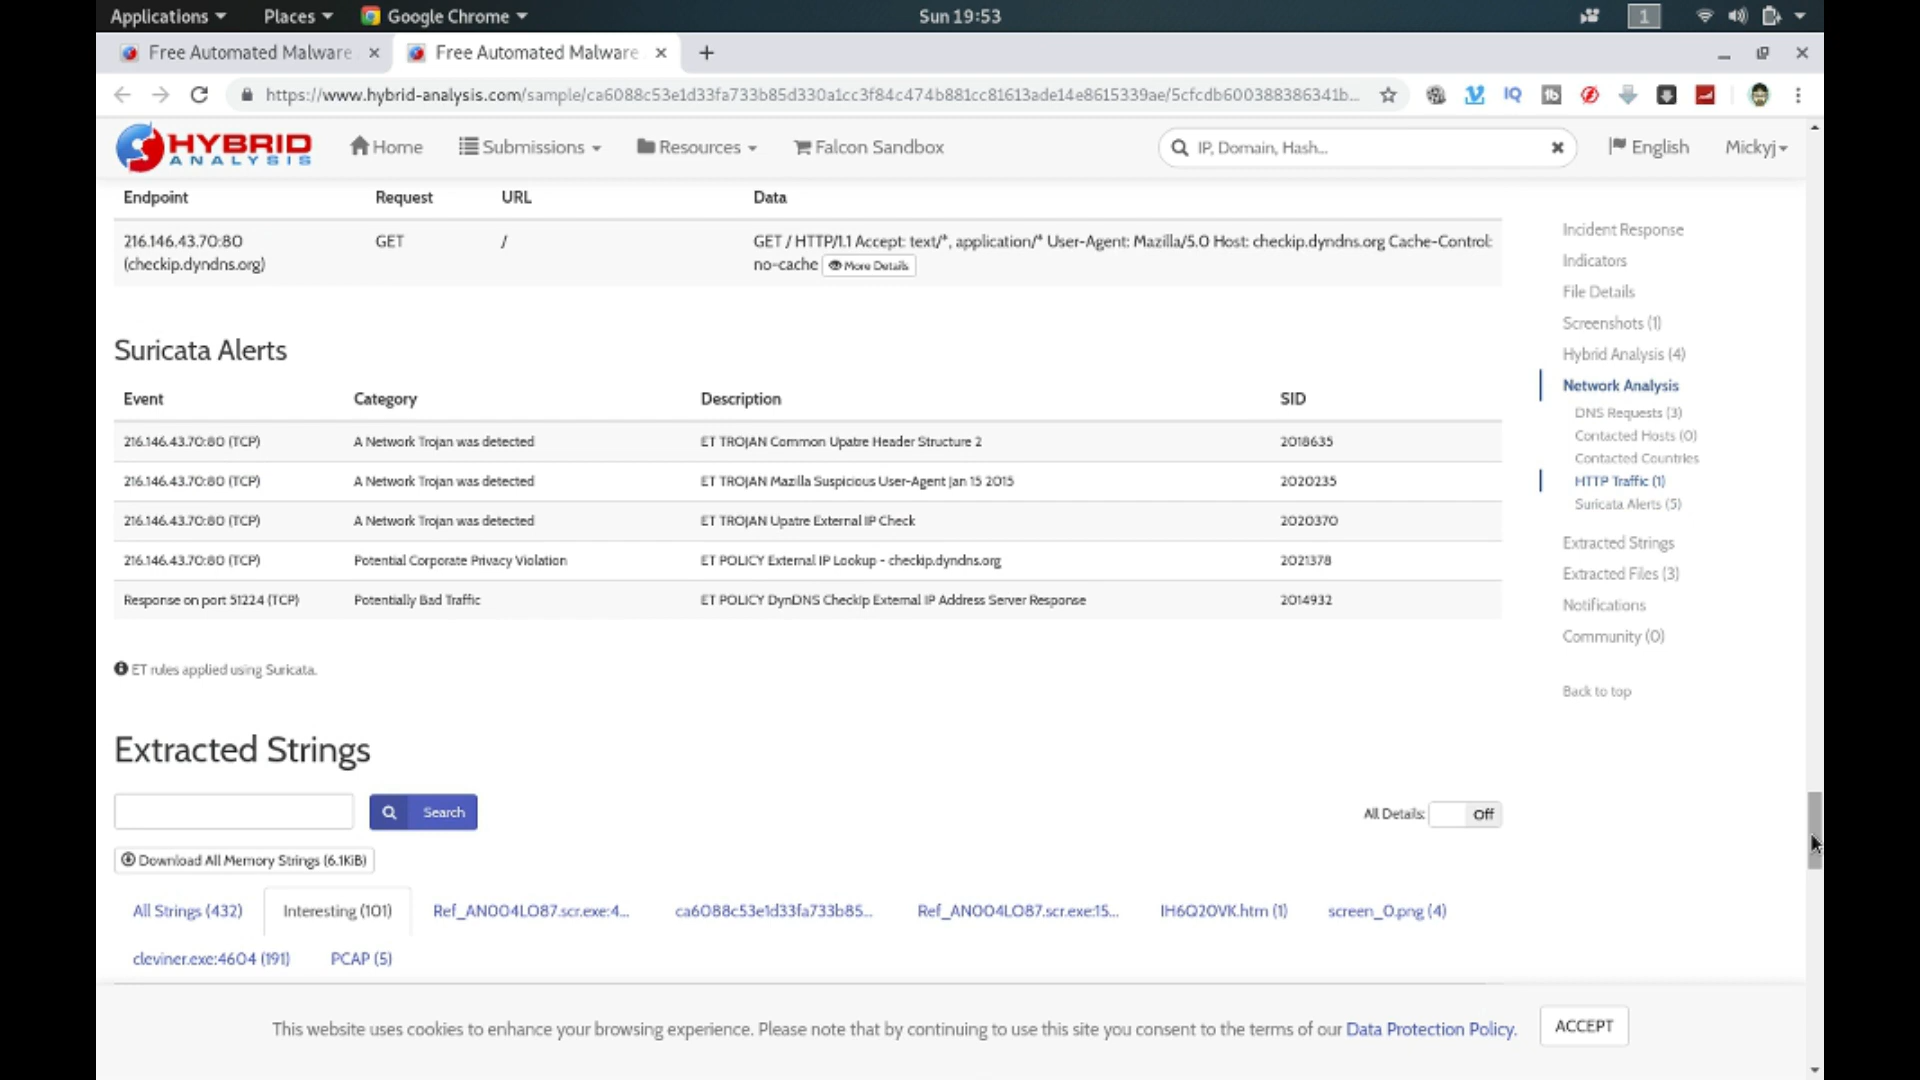 Applications Places Google Chrome Sun 19:53 1
Free Automated Malware Free Automated Malware
https://www.hybrid-analysis.com/sample/ca6088c53e1d33fa733b85d330a1cc3f84c474b881cc81613ade14e8615339ae/5cfcdb600388386341b... IQ
HYBRID ANALYSIS Home Submissions Resources Falcon Sandbox IP, Domain, Hash... English Mickyj
Endpoint Request URL Data
216.146.43.70:80 GET / GET / HTTP/1.1 Accept: text/*, application/* User-Agent: Mozilla/5.0 Host: checkip.dyndns.org Cache-Control:
(checkip.dyndns.org) no-cache More Details
Suricata Alerts
Event Category Description SID
216.146.43.70:80 (TCP) A Network Trojan was detected ET TROJAN Common Upatre Header Structure 2 2018635
216.146.43.70:80 (TCP) A Network Trojan was detected ET TROJAN Mazilla Suspicious User-Agent Jan 15 2015 2020235
216.146.43.70:80 (TCP) A Network Trojan was detected ET TROJAN Upatre External IP Check 2020370
216.146.43.70:80 (TCP) Potential Corporate Privacy Violation ET POLICY External IP Lookup - checkip.dyndns.org 2021378
Response on port 51224 (TCP) Potentially Bad Traffic ET POLICY DynDNS CheckIp External IP Address Server Response 2014932
ET rules applied using Suricata.
Extracted Strings
Search All Details: Off
Download All Memory Strings (6.1KiB)
All Strings (432) Interesting (101) Ref_AN004LO87.scr.exe:4... ca6088c53e1d33fa733b85... Ref_AN004LO87.scr.exe:15... IH6Q2OVK.htm (1) screen_0.png (4)
cleviner.exe:4604 (191) PCAP (5)
Incident Response
Indicators
File Details
Screenshots (1)
Hybrid Analysis (4)
Network Analysis
DNS Requests (3)
Contacted Hosts (0)
Contacted Countries
HTTP Traffic (1)
Suricata Alerts (5)
Extracted Strings
Extracted Files (3)
Notifications
Community (0)
Back to top
This website uses cookies to enhance your browsing experience. Please note that by continuing to use this site you consent to the terms of our Data Protection Policy. ACCEPT